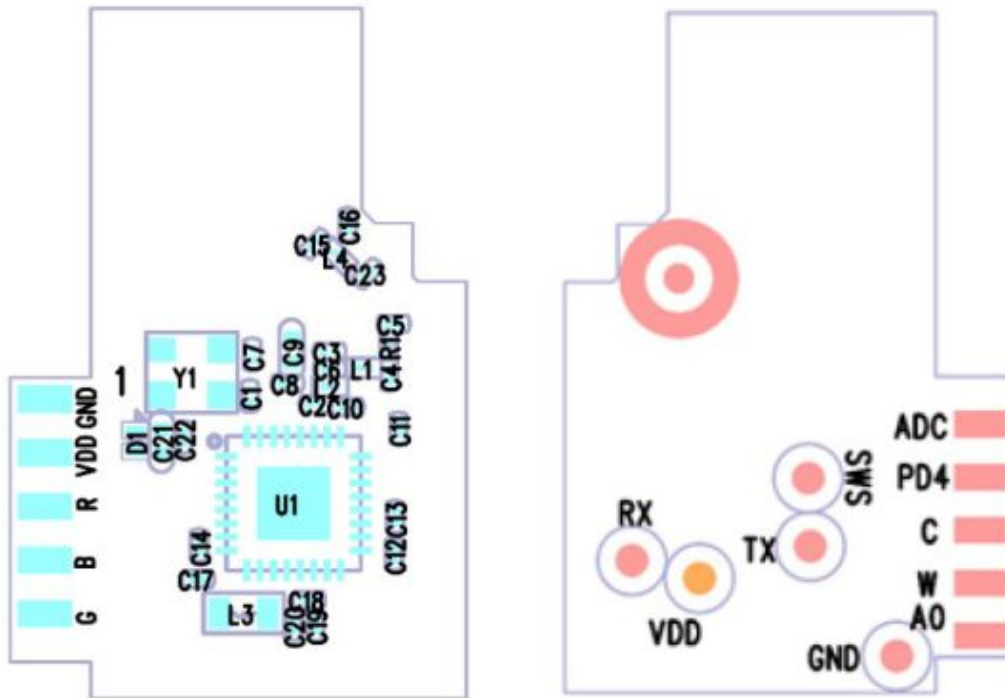 C16
C15
L4
C23
C5
C3
R1
C7
C9
C6
L1
C4
1
Y1
C8
L2
C1
C2
C10
GND
D1
C21
C22
C11
VDD
R
U1
C13
C14
C12
B
C17
C18
G
L3
C20
C19
ADC
SWS
PD4
RX
TX
C
W
VDD
A0
GND